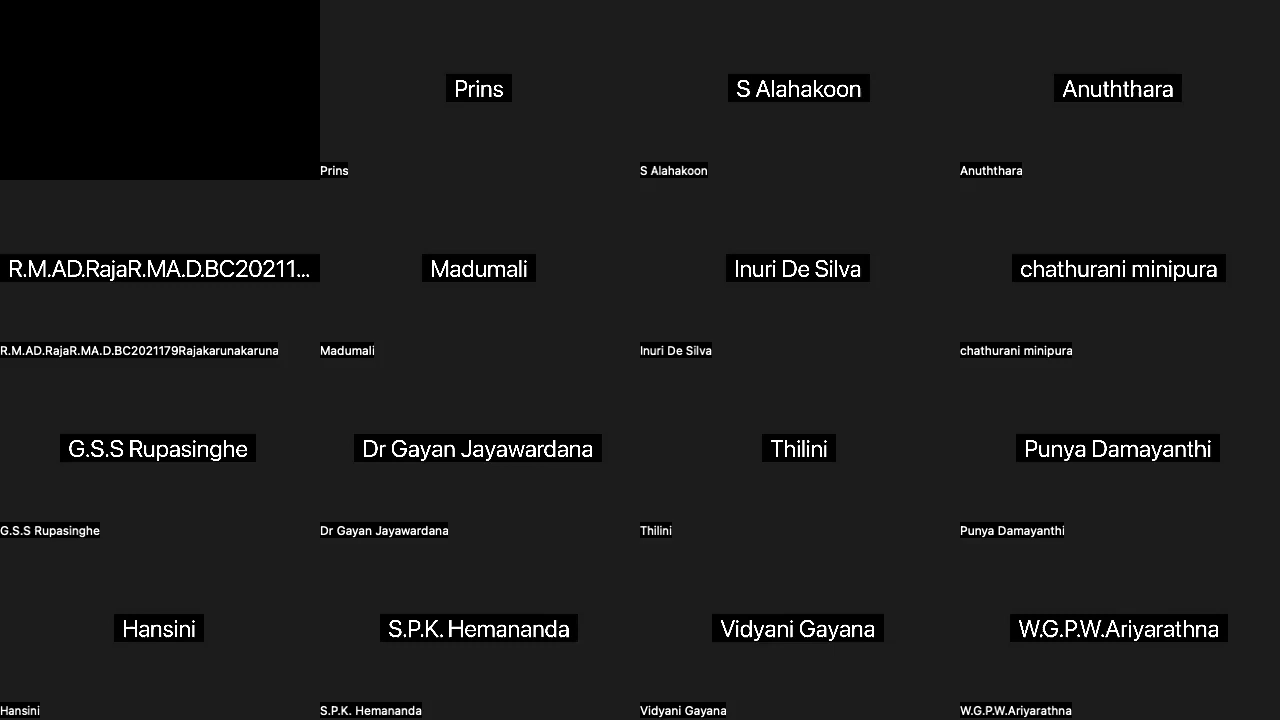 Prins
S Alahakoon
Anuththara
Prins
S Alahakoon
Anuththara
R.M.AD.RajaR.MA.D.BC20211...
Madumali
Inuri De Silva
chathurani minipura
R.M.AD.RajaR.MA.D.BC2021179Rajakarunakaruna
Madumali
Inuri De Silva
chathurani minipura
G.S.S Rupasinghe
Dr Gayan Jayawardana
Thilini
Punya Damayanthi
G.S.S Rupasinghe
Dr Gayan Jayawardana
Thilini
Punya Damayanthi
Hansini
S.P.K. Hemananda
Vidyani Gayana
W.G.P.W.Ariyarathna
Hansini
S.P.K. Hemananda
Vidyani Gayana
W.G.P.W.Ariyarathna